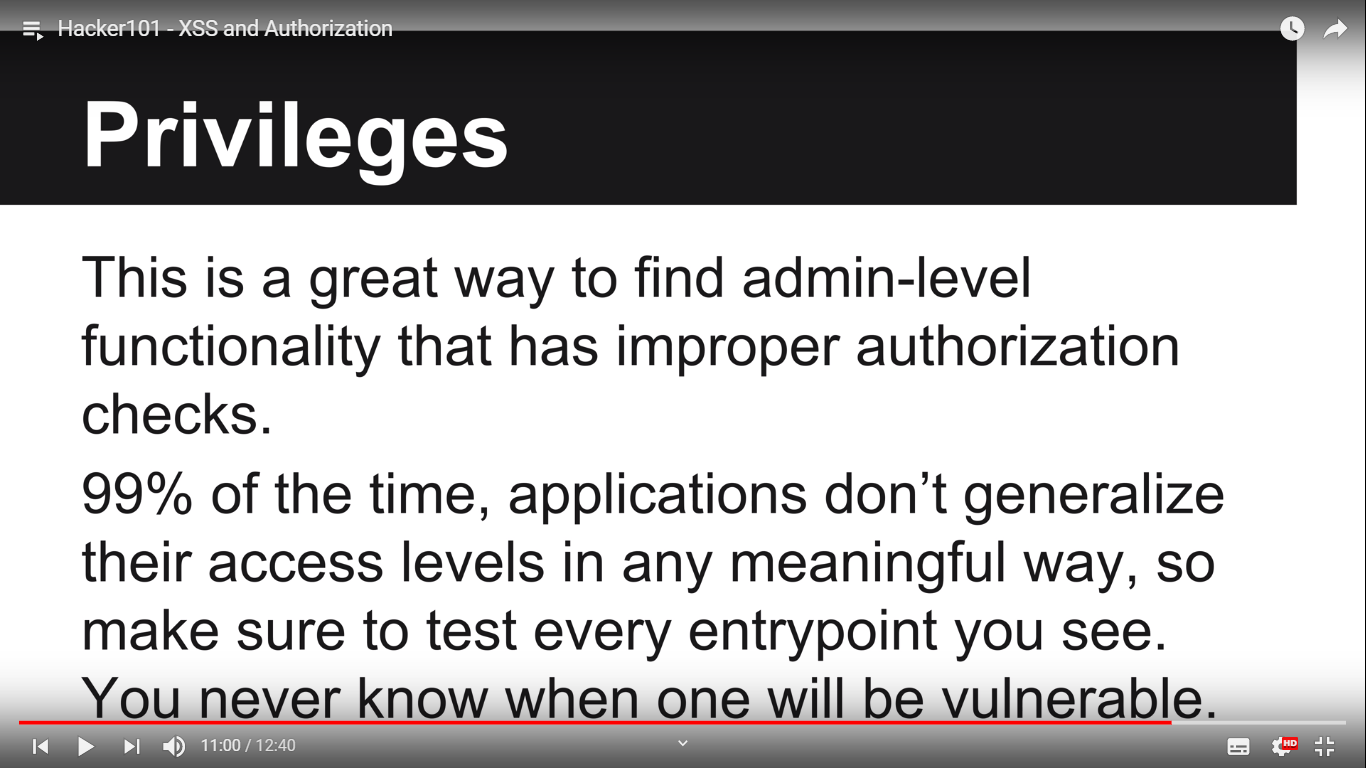 Hacker101 - XSS and Authorization
Privileges
This is a great way to find admin-level
functionality that has improper authorization
checks.
99% of the time, applications don’t generalize
their access levels in any meaningful way, so
make sure to test every entrypoint you see.
You never know when one will be vulnerable.
11:00 / 12:40
HD